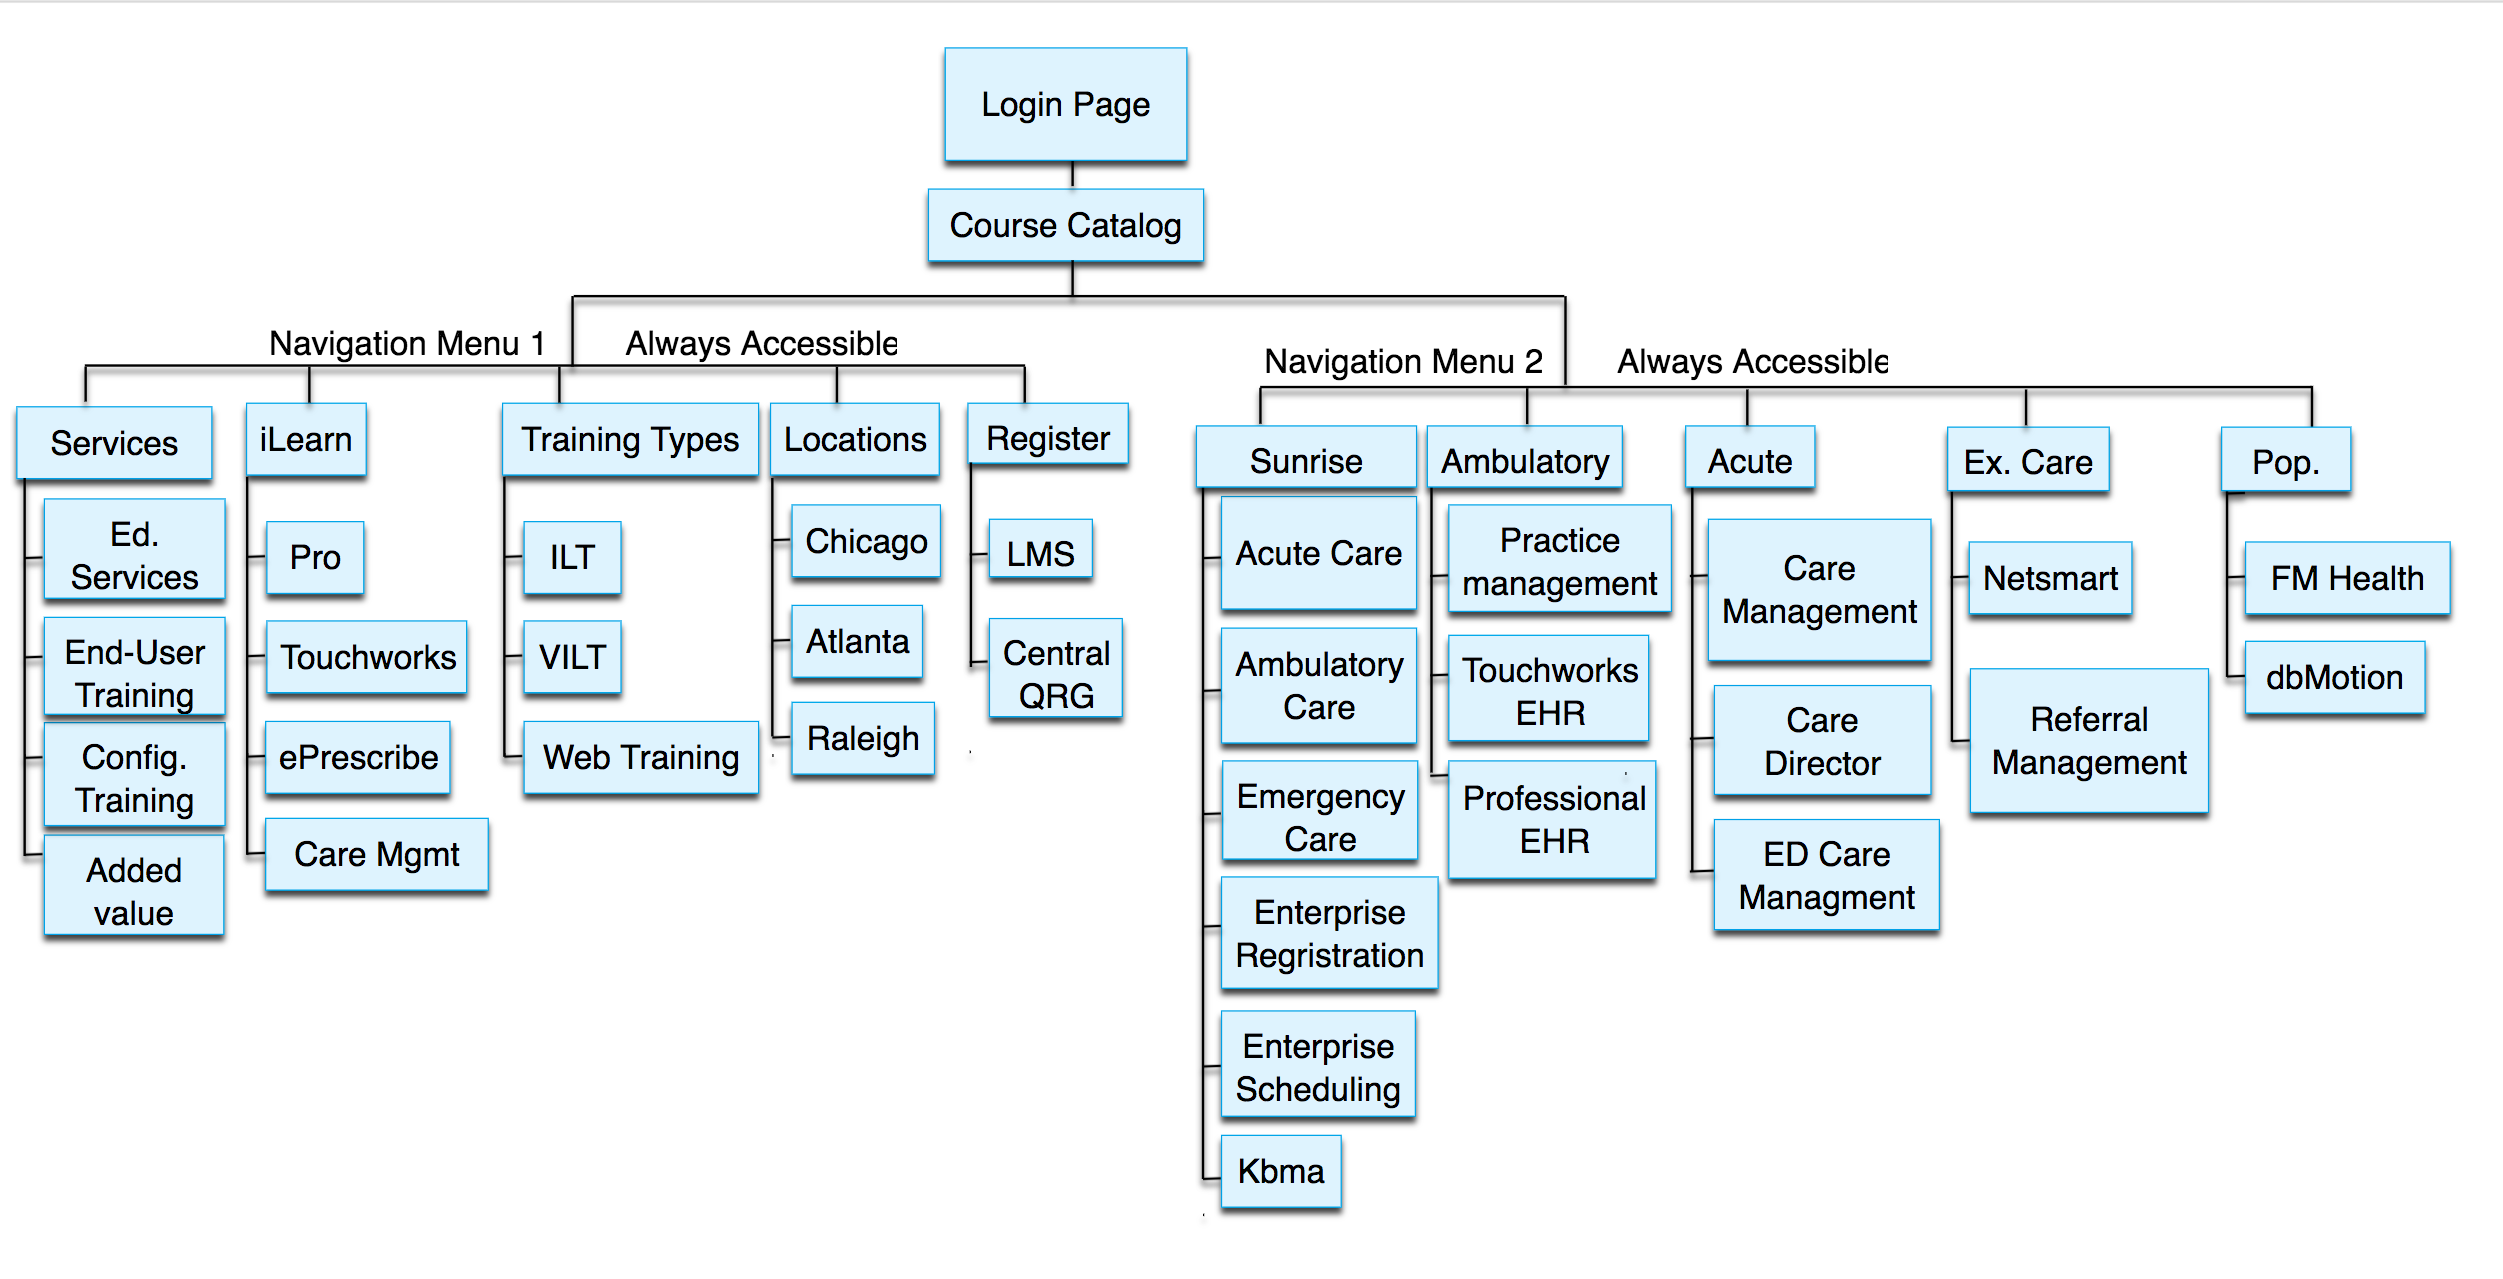 Login Page
Course Catalog
Navigation Menu 1
Always Accessible
Navigation Menu 2
Always Accessible
Services
iLearn
Training Types
Locations
Register
Sunrise
Ambulatory
Acute
Ex. Care
Pop.
Ed.
Services
End-User
Training
Config.
Training
Added
value
Pro
Touchworks
ePrescribe
Care Mgmt
ILT
VILT
Web Training
Chicago
Atlanta
Raleigh
LMS
Central
QRG
Acute Care
Ambulatory
Care
Emergency
Care
Enterprise
Regristration
Enterprise
Scheduling
Kbma
Practice
management
Touchworks
EHR
Professional
EHR
Care
Management
Care
Director
ED Care
Managment
Netsmart
Referral
Management
FM Health
dbMotion